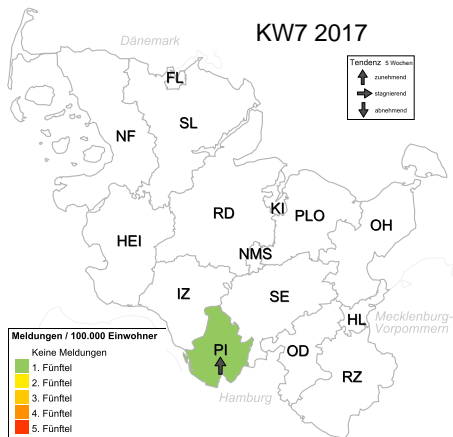 KW7 2017
Dänemark
Tendenz 5 Wochen
zunehmend
stagnierend
abnehmend
FL
SL
NF
RD
KI
PLO
OH
HEI
NMS
IZ
SE
HL
Mecklenburg-
Vorpommern
PI
OD
RZ
Hamburg
Meldungen / 100.000 Einwohner
Keine Meldungen
1. Fünftel
2. Fünftel
3. Fünftel
4. Fünftel
5. Fünftel